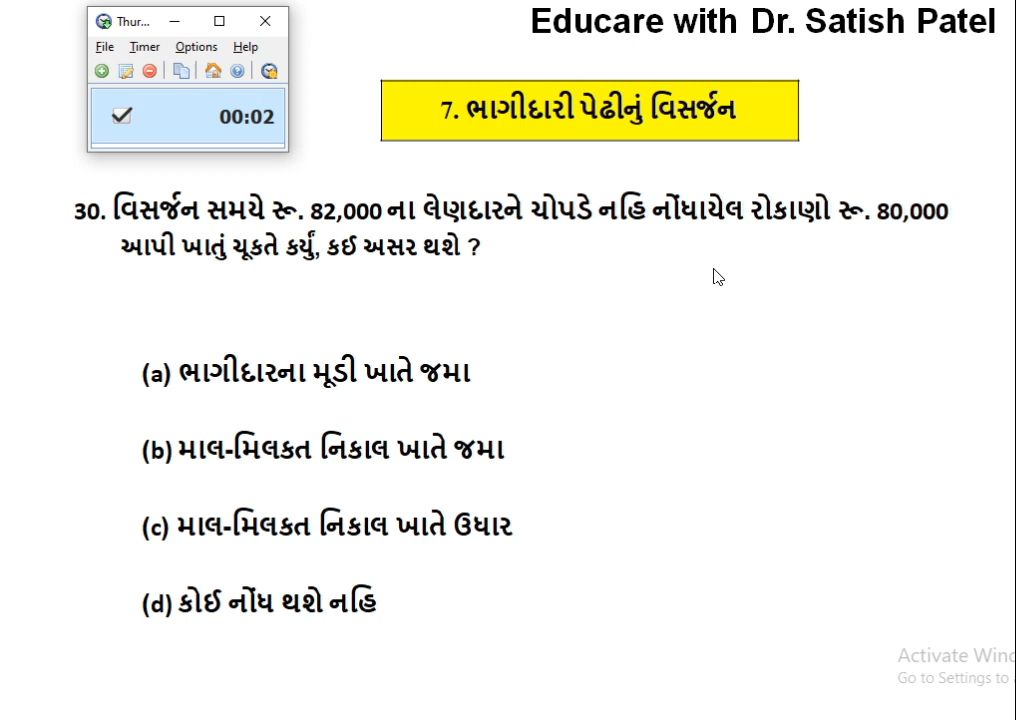 Thur...
File Timer Options Help
00:02
Educare with Dr. Satish Patel
7. ભાગીદારી પેઢીનું વિસર્જન
30. વિસર્જન સમયે રૂ. 82,000 ના લેણદારને ચોપડે નહિ નોંધાયેલ રોકાણો રૂ. 80,000
આપી ખાતું ચૂકતે કર્યું, કઈ અસર થશે ?
(a) ભાગીદારના મૂડી ખાતે જમા
(b) માલ-મિલકત નિકાલ ખાતે જમા
(c) માલ-મિલકત નિકાલ ખાતે ઉધાર
(d) કોઈ નોંધ થશે નહિ
Activate Winc
Go to Settings to